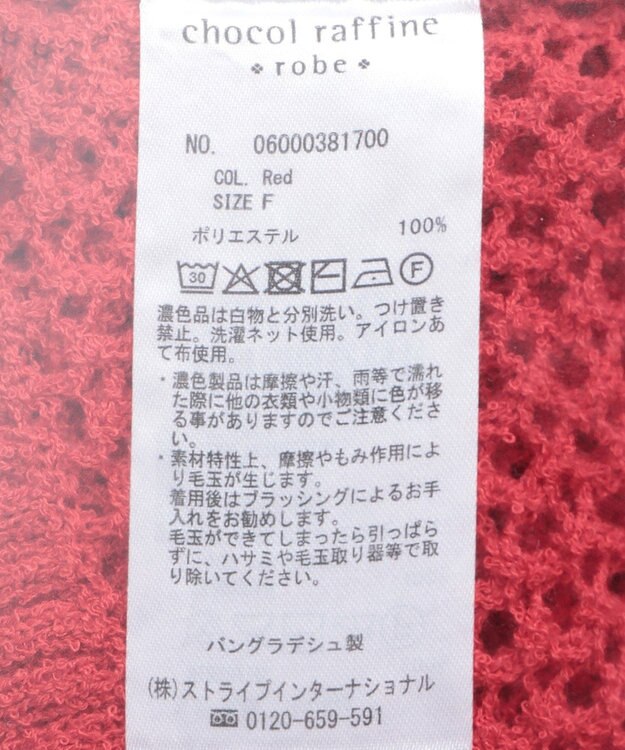 chocol raffine
robe
NO. 06000381700
COL. Red
SIZE F
ポリエステル 100%
30 F
濃色品は白物と分別洗い。つけ置き
禁止。洗濯ネット使用。アイロンあ
て布使用。
・濃色製品は摩擦や汗、雨等で濡れ
た際に他の衣類や小物類に色が移
る事がありますのでご注意くださ
い。
・素材特性上、摩擦やもみ作用によ
り毛玉が生じます。
着用後はブラッシングによるお手
入れをお勧めします。
毛玉ができてしまったら引っぱら
ずに、ハサミや毛玉取り器等で取
り除いてください。
バングラデシュ製
(株)ストライプインターナショナル
0120-659-591